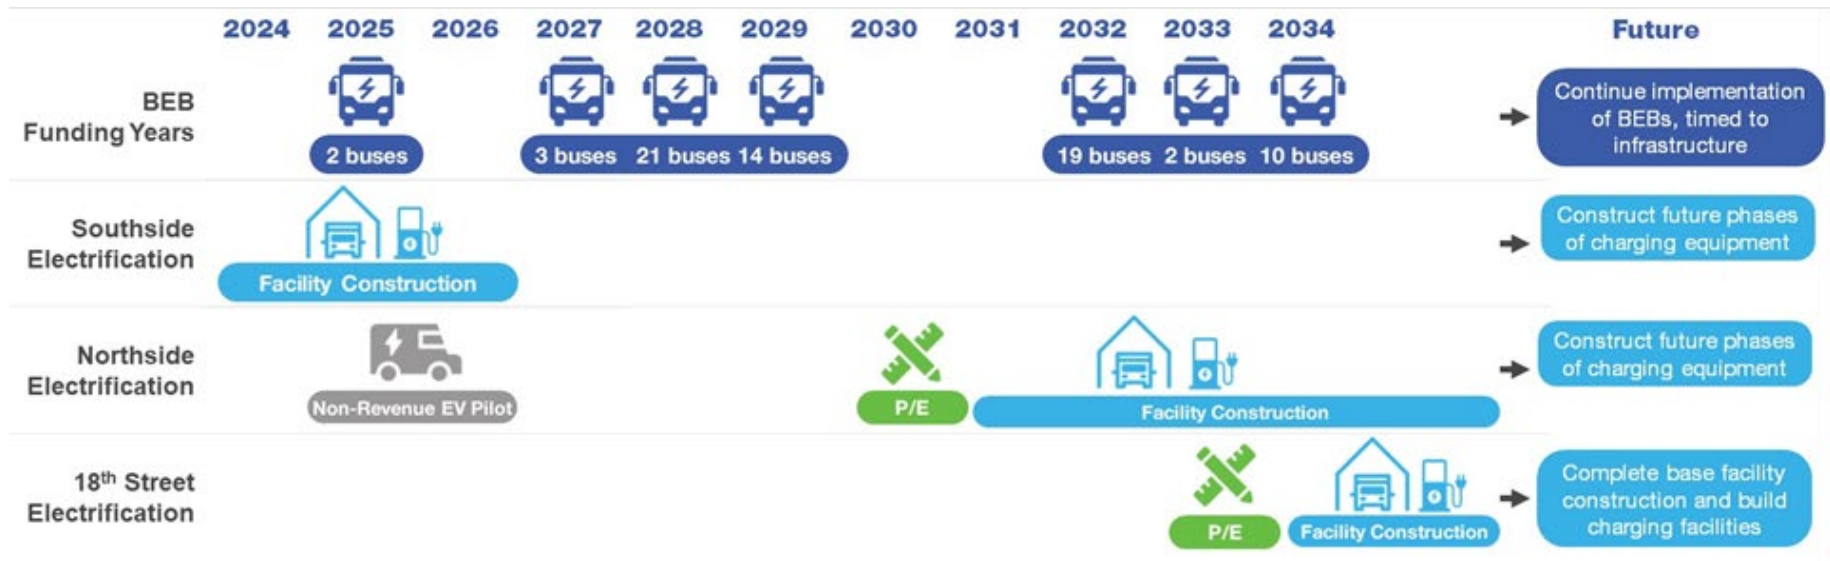 2024 2025 2026 2027 2028 2029 2030 2031 2032 2033 2034 Future
BEB
Funding Years
2 buses
3 buses 21 buses 14 buses
19 buses 2 buses 10 buses
Continue implementation
of BEBs, timed to
infrastructure
Southside
Electrification
Facility Construction
Construct future phases
of charging equipment
Northside
Electrification
Non-Revenue EV Pilot
P/E
Facility Construction
Construct future phases
of charging equipment
18th Street
Electrification
P/E
Facility Construction
Complete base facility
construction and build
charging facilities